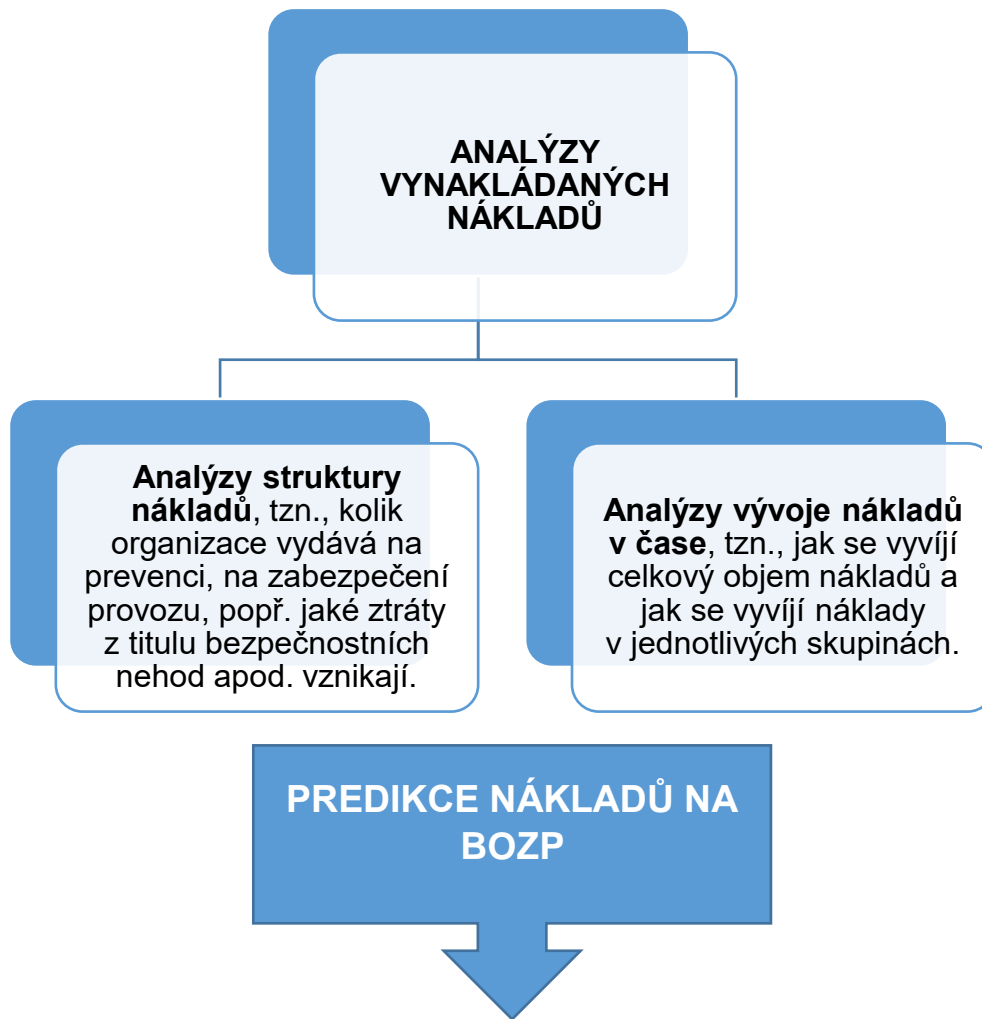 ANALÝZY
VYNAKLÁDANÝCH
NÁKLADŮ
Analýzy struktury
nákladů, tzn., kolik
organizace vydává na
prevenci, na zabezpečení
provozu, popř. jaké ztráty
z titulu bezpečnostních
nehod apod. vznikají.
Analýzy vývoje nákladů
v čase, tzn., jak se vyvíjí
celkový objem nákladů a
jak se vyvíjí náklady
v jednotlivých skupinách.
PREDIKCE NÁKLADŮ NA
BOZP